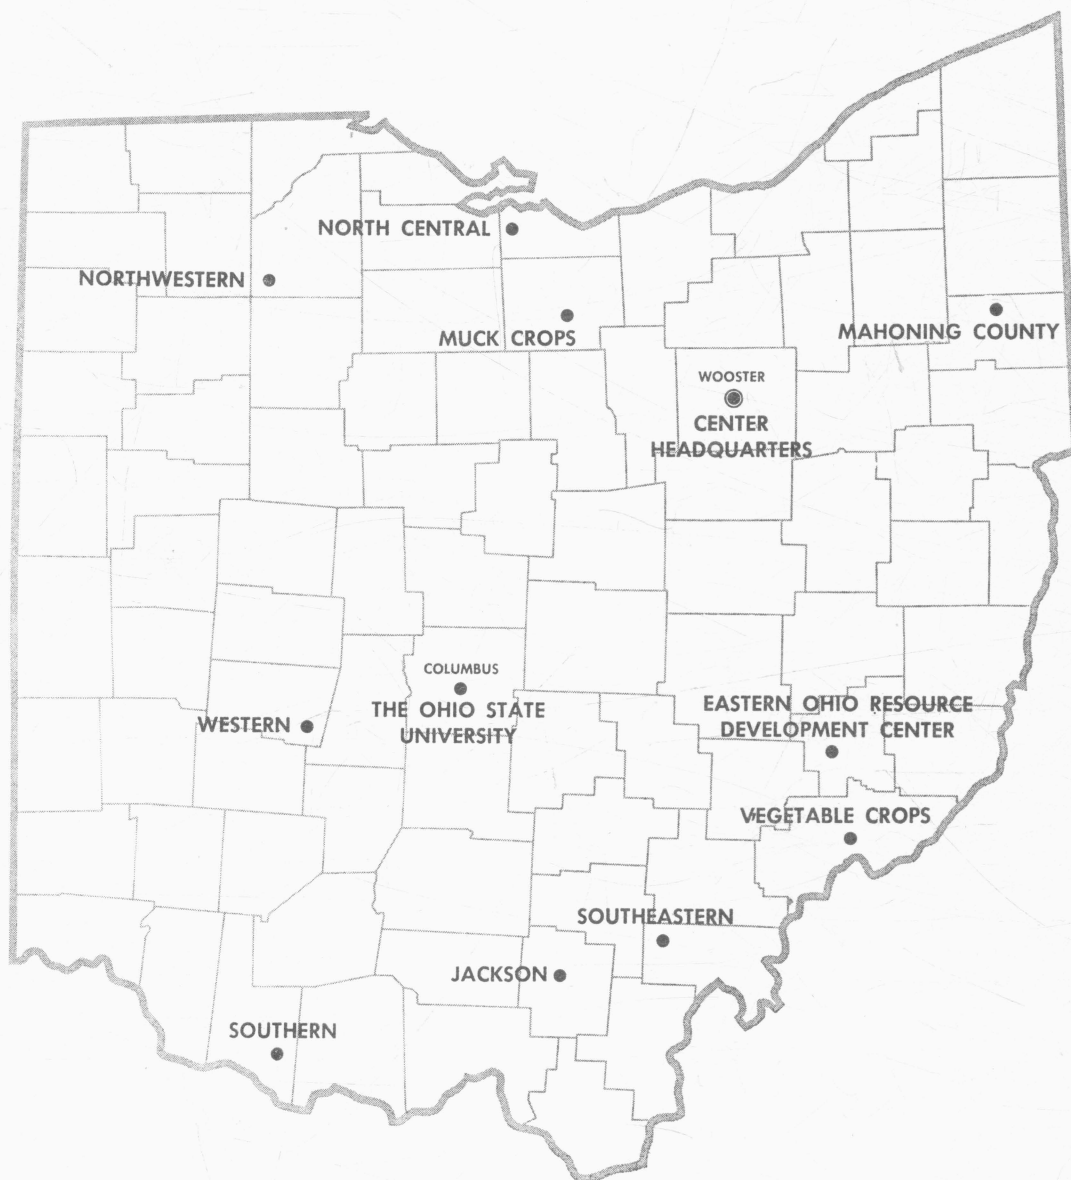 NORTH CENTRAL
NORTHWESTERN
MUCK CROPS
MAHONING COUNTY
WOOSTER
CENTER
HEADQUARTERS
COLUMBUS
THE OHIO STATE
UNIVERSITY
WESTERN
EASTERN OHIO RESOURCE
DEVELOPMENT CENTER
VEGETABLE CROPS
SOUTHEASTERN
JACKSON
SOUTHERN